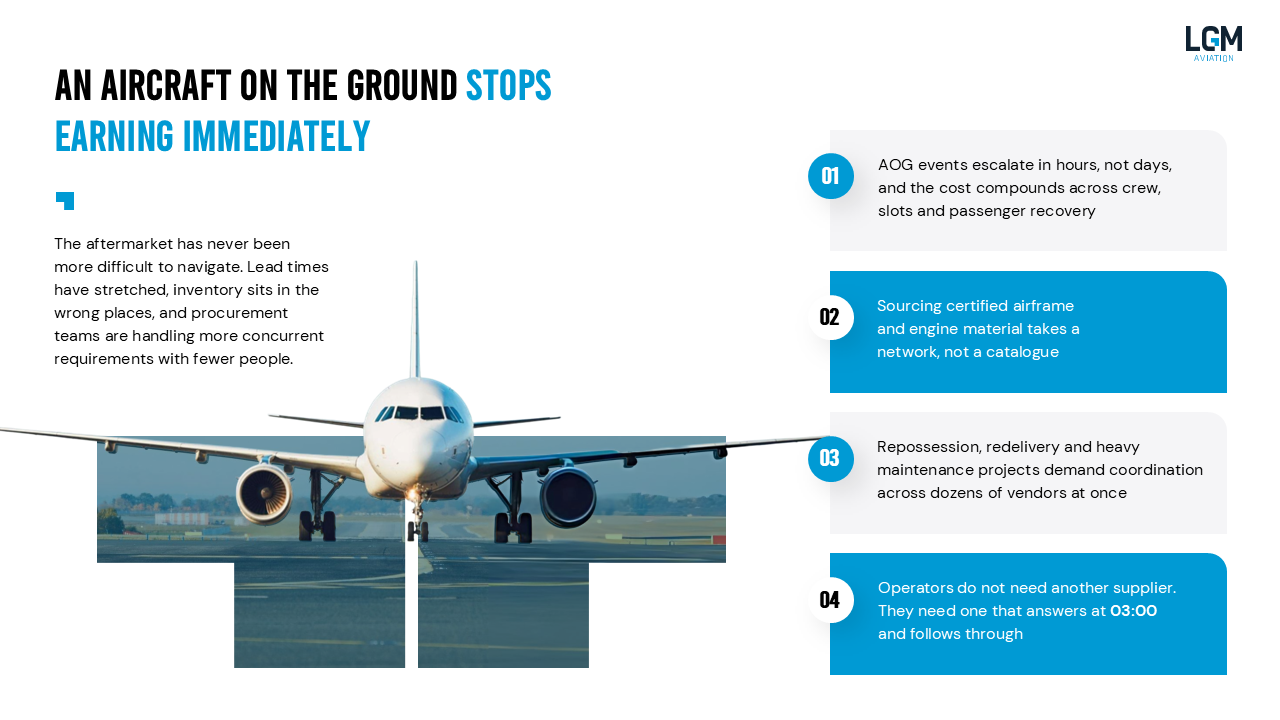 LGM
AVIATION
AN AIRCRAFT ON THE GROUND STOPS
EARNING IMMEDIATELY
The aftermarket has never been
more difficult to navigate. Lead times
have stretched, inventory sits in the
wrong places, and procurement
teams are handling more concurrent
requirements with fewer people.
01
AOG events escalate in hours, not days,
and the cost compounds across crew,
slots and passenger recovery
02
Sourcing certified airframe
and engine material takes a
network, not a catalogue
03
Repossession, redelivery and heavy
maintenance projects demand coordination
across dozens of vendors at once
04
Operators do not need another supplier.
They need one that answers at 03:00
and follows through